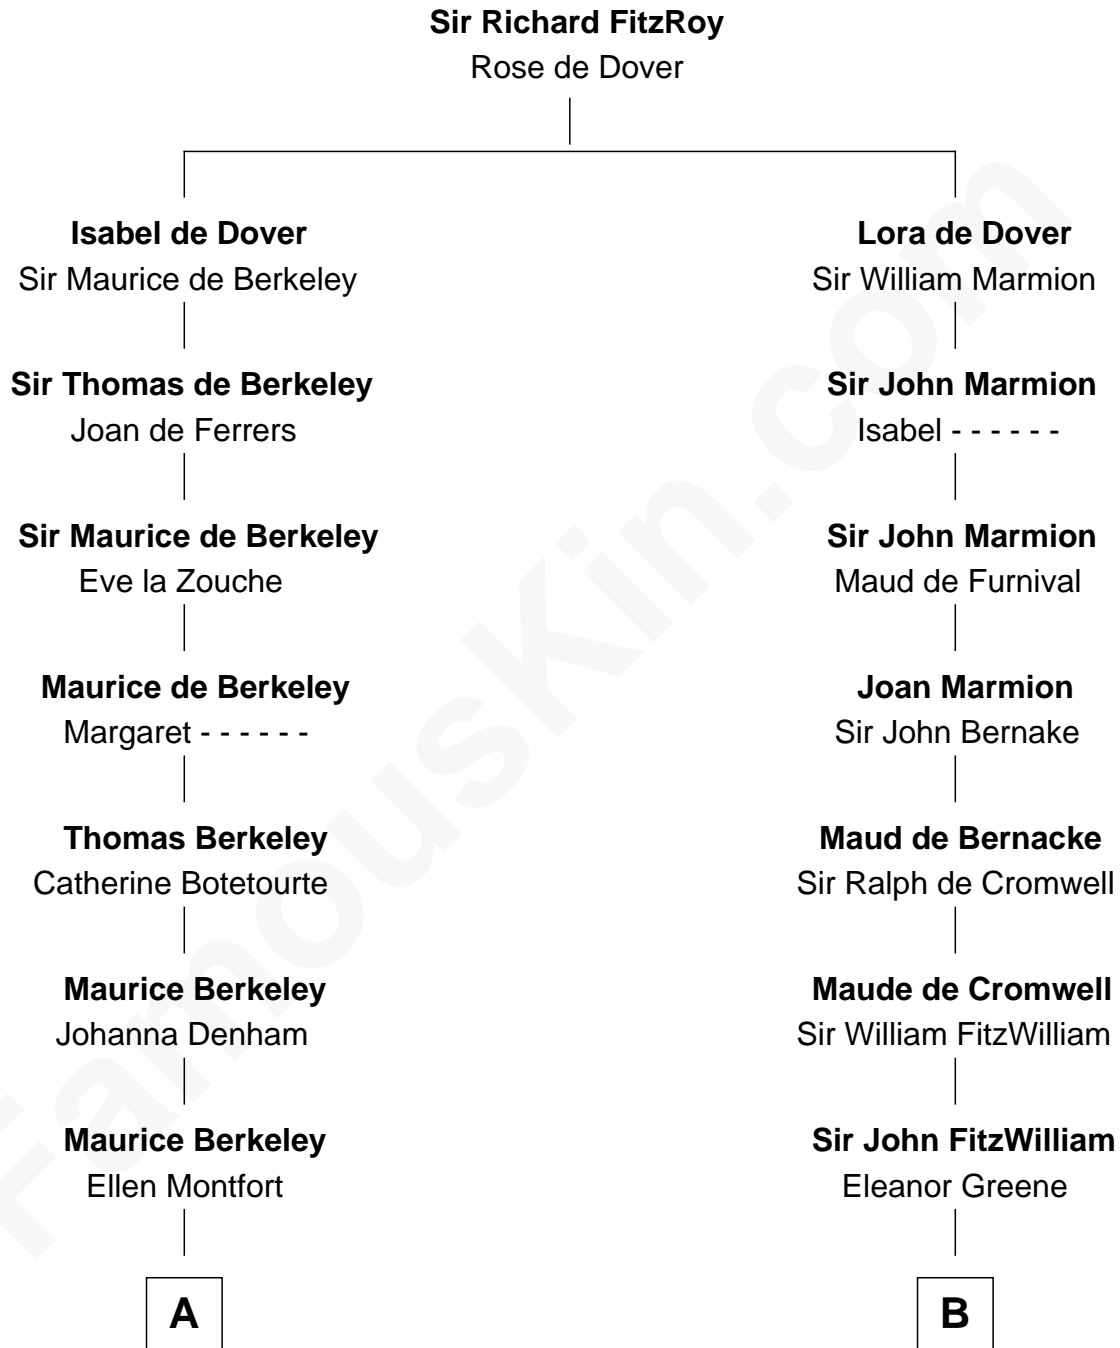 Sir Richard FitzRoy
Rose de Dover
Isabel de Dover
Sir Maurice de Berkeley
Lora de Dover
Sir William Marmion
Sir Thomas de Berkeley
Joan de Ferrers
Sir John Marmion
Isabel - - - - - -
Sir Maurice de Berkeley
Eve la Zouche
Sir John Marmion
Maud de Furnival
Maurice de Berkeley
Margaret - - - - - -
Joan Marmion
Sir John Bernake
Thomas Berkeley
Catherine Botetourte
Maud de Bernacke
Sir Ralph de Cromwell
Maurice Berkeley
Johanna Denham
Maude de Cromwell
Sir William FitzWilliam
Maurice Berkeley
Ellen Montfort
Sir John FitzWilliam
Eleanor Greene
A
B
FamousKin.com